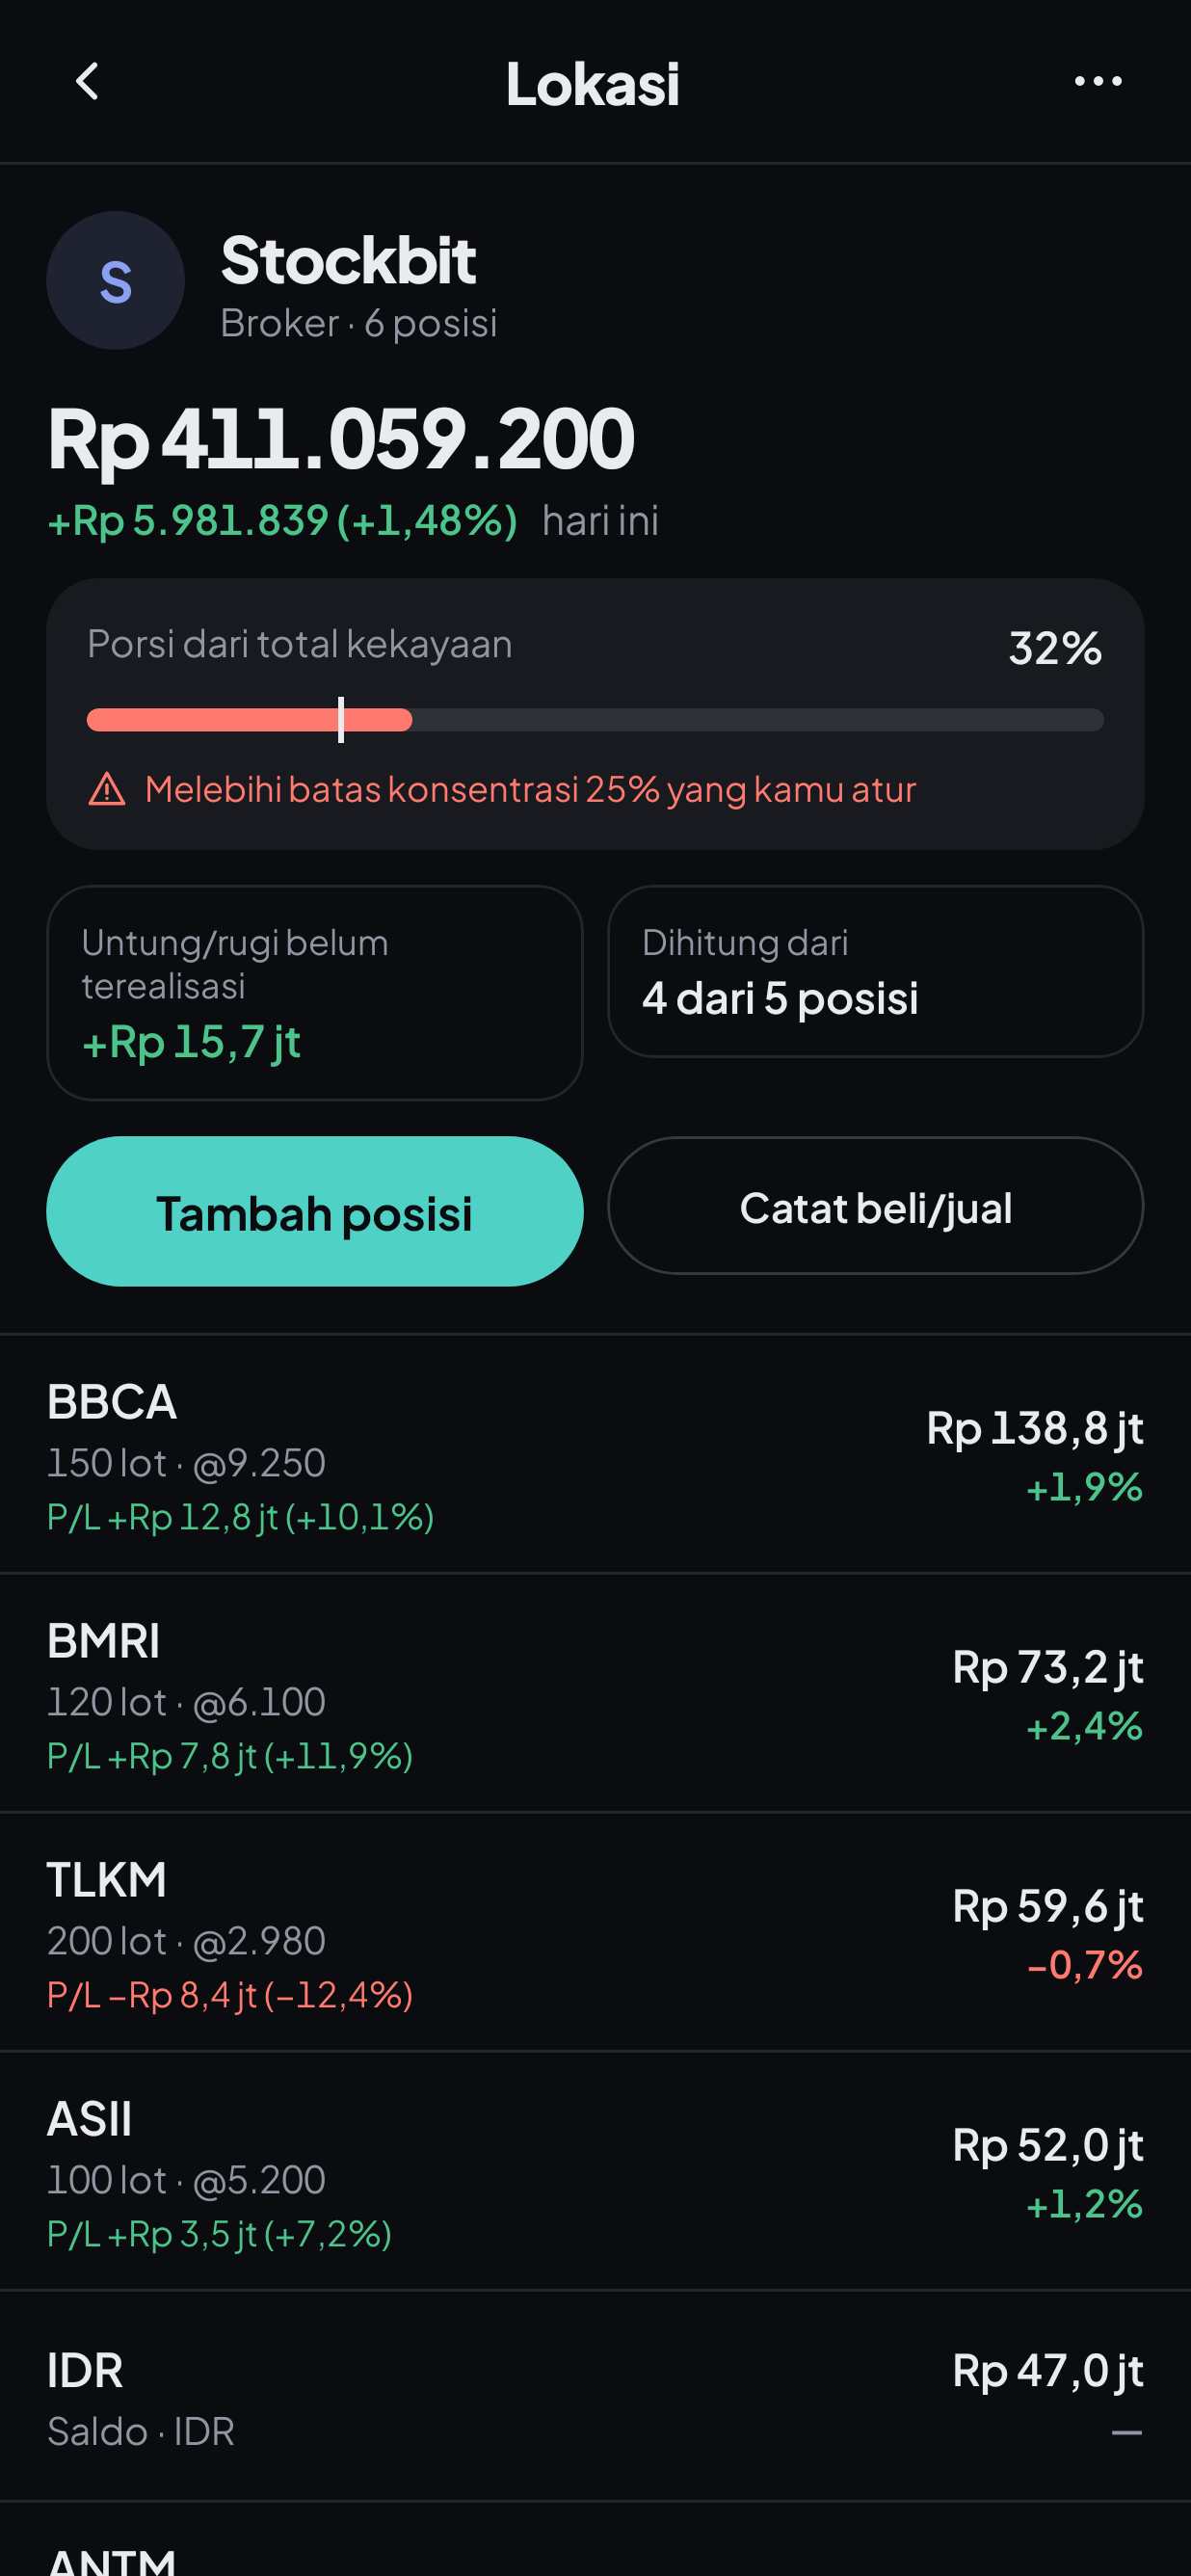 Lokasi
S
Stockbit
Broker · 6 posisi
Rp 411.059.200
+Rp 5.981.839 (+1,48%) hari ini
Porsi dari total kekayaan 32%
Melebihi batas konsentrasi 25% yang kamu atur
Untung/rugi belum
terealisasi
+Rp 15,7 jt
Dihitung dari
4 dari 5 posisi
Tambah posisi
Catat beli/jual
BBCA
150 lot · @9.250
P/L +Rp 12,8 jt (+10,1%)
Rp 138,8 jt
+1,9%
BMRI
120 lot · @6.100
P/L +Rp 7,8 jt (+11,9%)
Rp 73,2 jt
+2,4%
TLKM
200 lot · @2.980
P/L −Rp 8,4 jt (−12,4%)
Rp 59,6 jt
−0,7%
ASII
100 lot · @5.200
P/L +Rp 3,5 jt (+7,2%)
Rp 52,0 jt
+1,2%
IDR
Saldo · IDR
Rp 47,0 jt
—
ANTM